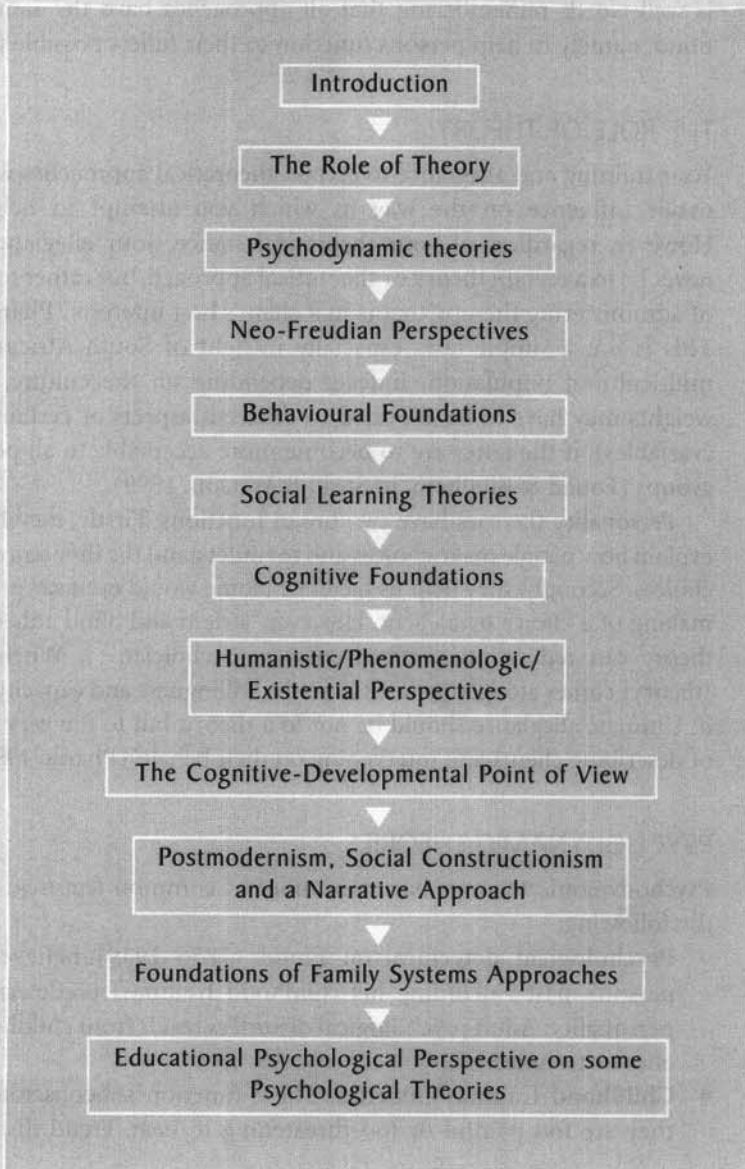 Introduction
The Role of Theory
Psychodynamic theories
Neo-Freudian Perspectives
Behavioural Foundations
Social Learning Theories
Cognitive Foundations
Humanistic/Phenomenologic/
Existential Perspectives
The Cognitive-Developmental Point of View
Postmodernism, Social Constructionism
and a Narrative Approach
Foundations of Family Systems Approaches
Educational Psychological Perspective on some
Psychological Theories